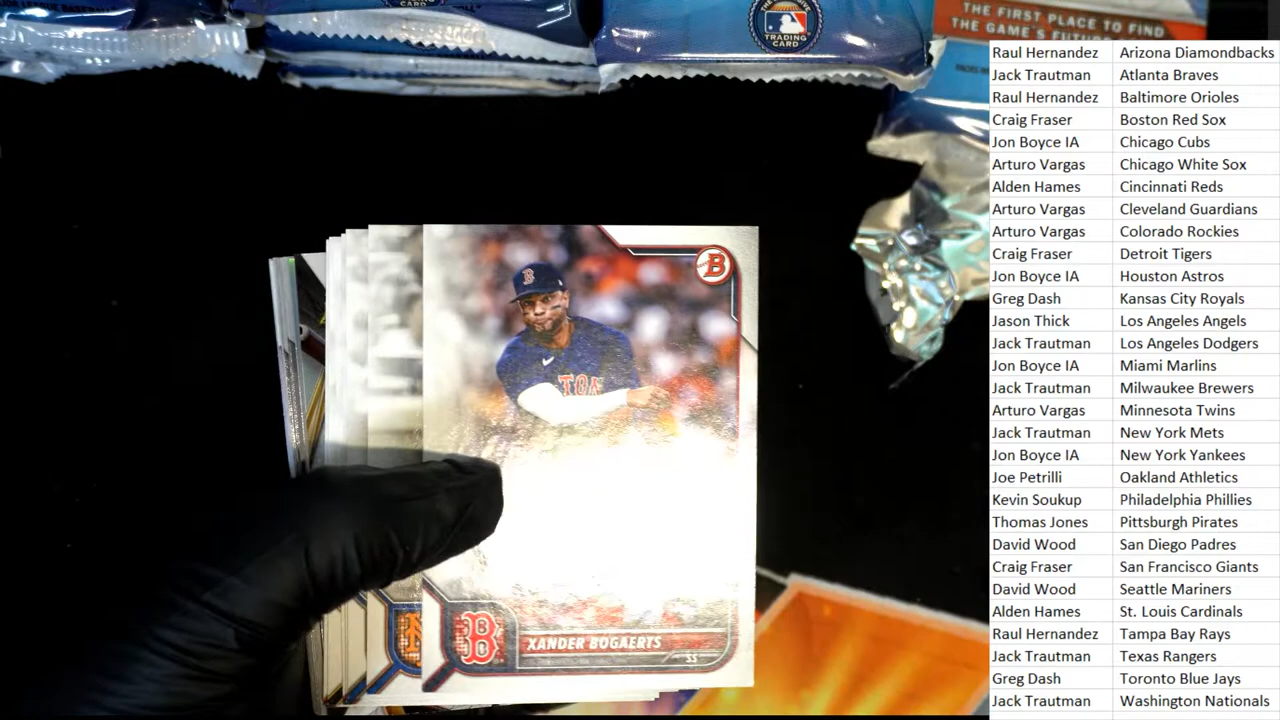 MAJOR LEAGUE BASEBALL
CARD
TRADING
CARD
THE FIRST PLACE TO FIND
THE GAME'S FUTURE
B
B
TON
B
XANDER BOGAERTS
SS
Raul Hernandez Arizona Diamondbacks
Jack Trautman Atlanta Braves
Raul Hernandez Baltimore Orioles
Craig Fraser Boston Red Sox
Jon Boyce IA Chicago Cubs
Arturo Vargas Chicago White Sox
Alden Hames Cincinnati Reds
Arturo Vargas Cleveland Guardians
Arturo Vargas Colorado Rockies
Craig Fraser Detroit Tigers
Jon Boyce IA Houston Astros
Greg Dash Kansas City Royals
Jason Thick Los Angeles Angels
Jack Trautman Los Angeles Dodgers
Jon Boyce IA Miami Marlins
Jack Trautman Milwaukee Brewers
Arturo Vargas Minnesota Twins
Jack Trautman New York Mets
Jon Boyce IA New York Yankees
Joe Petrilli Oakland Athletics
Kevin Soukup Philadelphia Phillies
Thomas Jones Pittsburgh Pirates
David Wood San Diego Padres
Craig Fraser San Francisco Giants
David Wood Seattle Mariners
Alden Hames St. Louis Cardinals
Raul Hernandez Tampa Bay Rays
Jack Trautman Texas Rangers
Greg Dash Toronto Blue Jays
Jack Trautman Washington Nationals